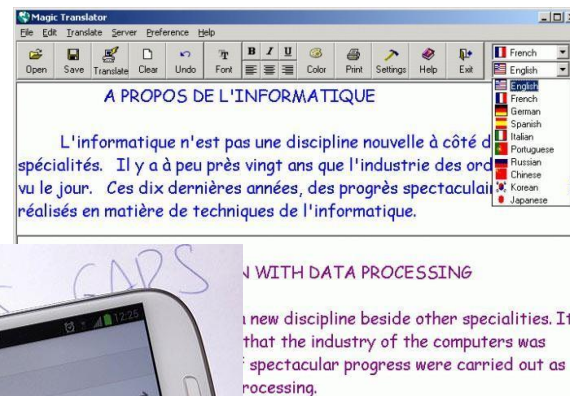 Magic Translator
File Edit Translate Server Preference Help
Open Save Translate Clear Undo Font B I U Color Print Settings Help Exit
French
English
English
French
German
Spanish
Italian
Portuguese
Russian
Chinese
Korean
Japanese
A PROPOS DE L'INFORMATIQUE
L'informatique n'est pas une discipline nouvelle à côté d
spécialités. Il y a à peu près vingt ans que l'industrie des ord
vu le jour. Ces dix dernières années, des progrès spectaculai
réalisés en matière de techniques de l'informatique.
WITH DATA PROCESSING
new discipline beside other specialities. It
that the industry of the computers was
spectacular progress were carried out as
rocessing.
GAPS
12:25